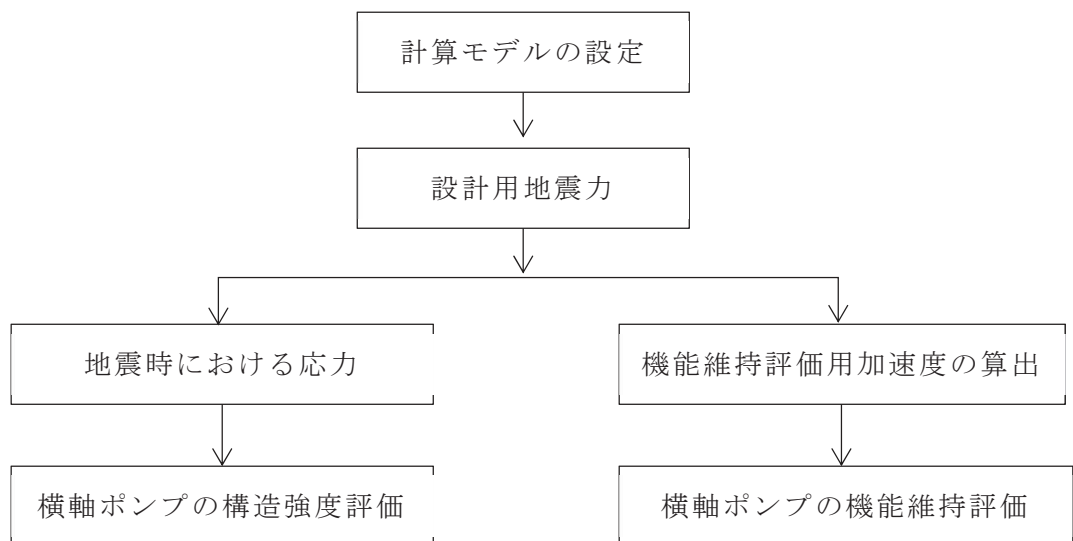 計算モデルの設定
設計用地震力
地震時における応力
機能維持評価用加速度の算出
横軸ポンプの構造強度評価
横軸ポンプの機能維持評価